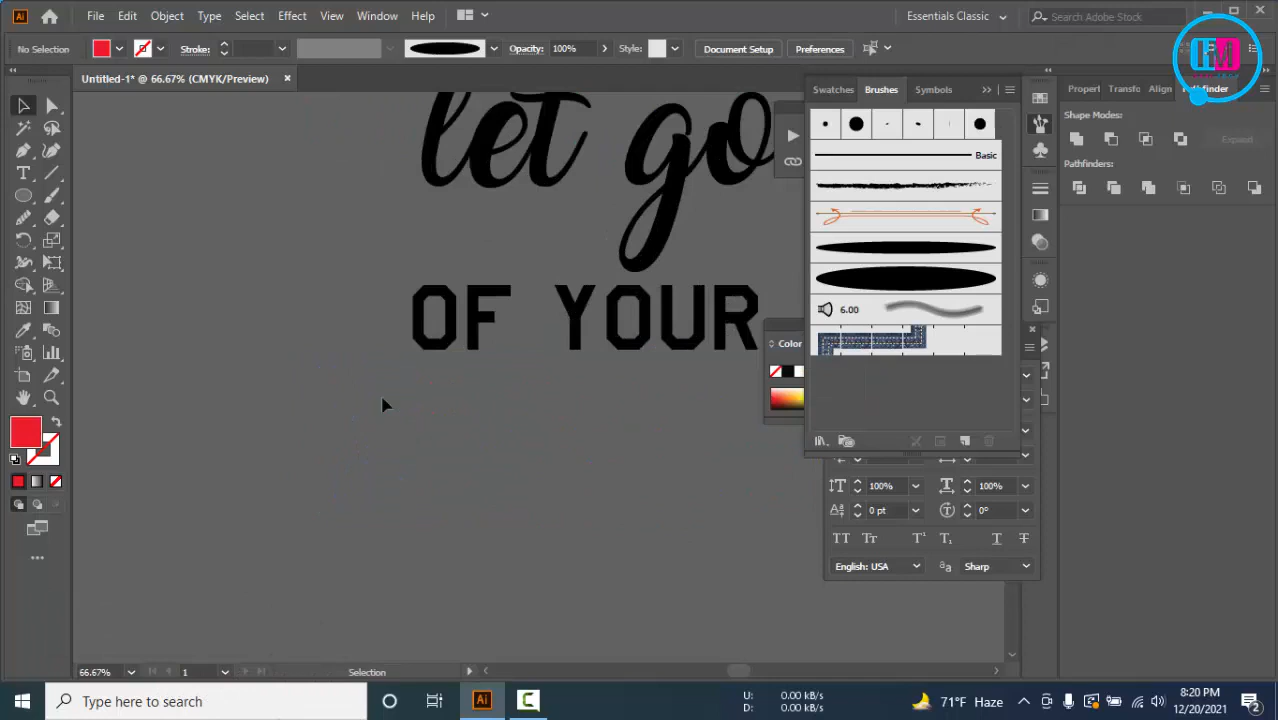 File Edit Object Type Select Effect View Window Help Essentials Classic Search Adobe Stock
No Selection Stroke: Opacity: 100% Style: Document Setup Preferences
Untitled-1* @ 66.67% (CMYK/Preview)
Swatches Brushes Symbols Propert Transfo Align Pathfinder
Shape Modes:
Expand
Pathfinders:
Basic
let go
6.00
OF YOUR
Color
100% 100%
0 pt 0°
English: USA Sharp
66.67% 1 Selection
Type here to search
U: 0.00 kB/s
D: 0.00 kB/s
71°F Haze
8:20 PM
12/20/2021
2